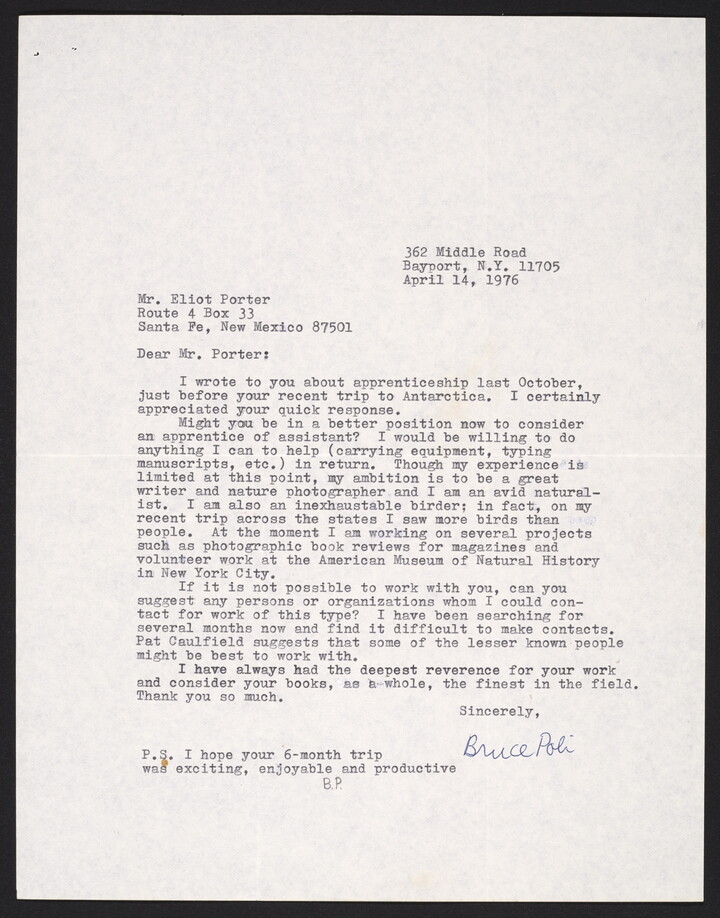 362 Middle Road
Bayport, N.Y. 11705
April 14, 1976
Mr. Eliot Porter
Route 4 Box 33
Santa Fe, New Mexico 87501
Dear Mr. Porter:
I wrote to you about apprenticeship last October,
just before your recent trip to Antarctica. I certainly
appreciated your quick response.
Might you be in a better position now to consider
an apprentice of assistant? I would be willing to do
anything I can to help (carrying equipment, typing
manuscripts, etc.) in return. Though my experience is
limited at this point, my ambition is to be a great
writer and nature photographer and I am an avid natural-
ist. I am also an inexhaustable birder; in fact, on my
recent trip across the states I saw more birds than
people. At the moment I am working on several projects
such as photographic book reviews for magazines and
volunteer work at the American Museum of Natural History
in New York City.
If it is not possible to work with you, can you
suggest any persons or organizations whom I could con-
tact for work of this type? I have been searching for
several months now and find it difficult to make contacts.
Pat Caulfield suggests that some of the lesser known people
might be best to work with.
I have always had the deepest reverence for your work
and consider your books, as a whole, the finest in the field.
Thank you so much.
Sincerely,
Bruce Poli
P.S. I hope your 6-month trip
was exciting, enjoyable and productive
B.P.